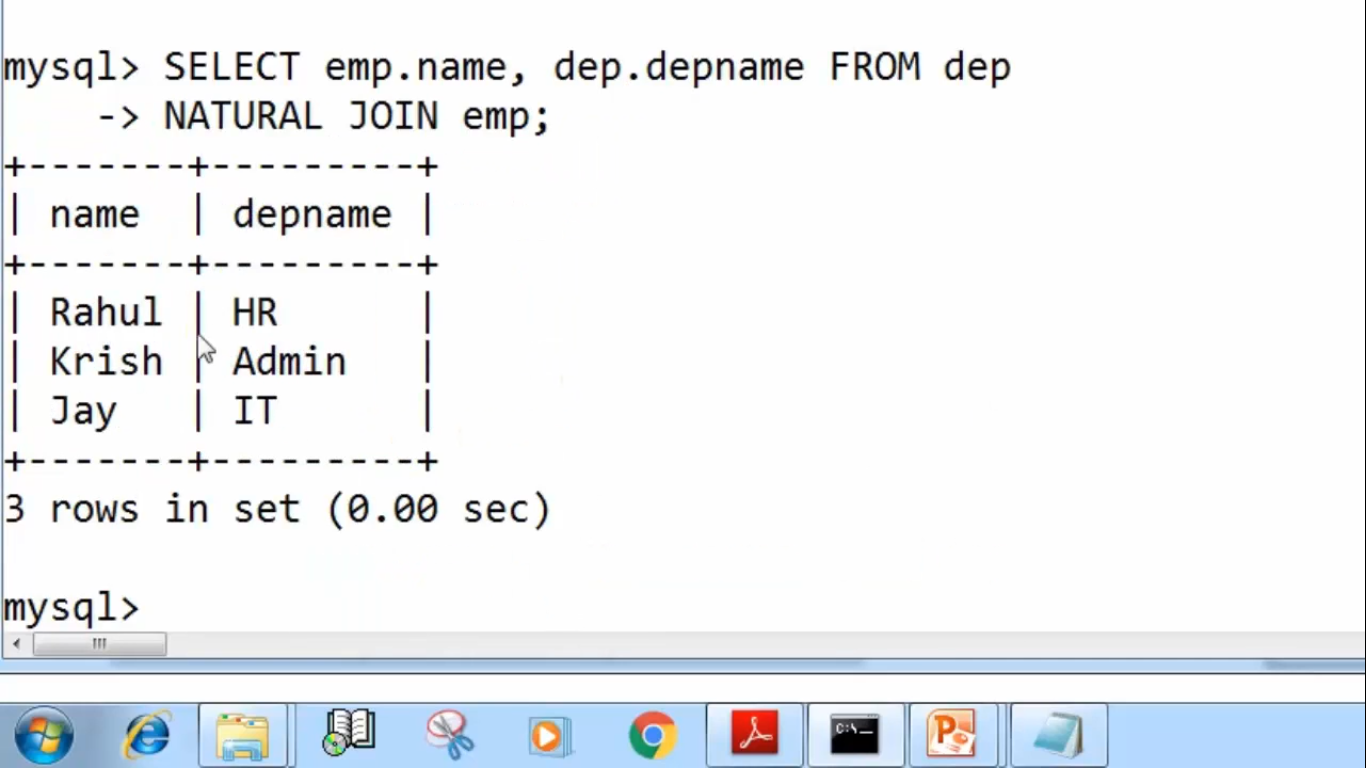 mysql> SELECT emp.name, dep.depname FROM dep
    -> NATURAL JOIN emp;
+-------+---------+
| name  | depname |
+-------+---------+
| Rahul | HR      |
| Krish | Admin   |
| Jay   | IT      |
+-------+---------+
3 rows in set (0.00 sec)
mysql>
C:\_
P